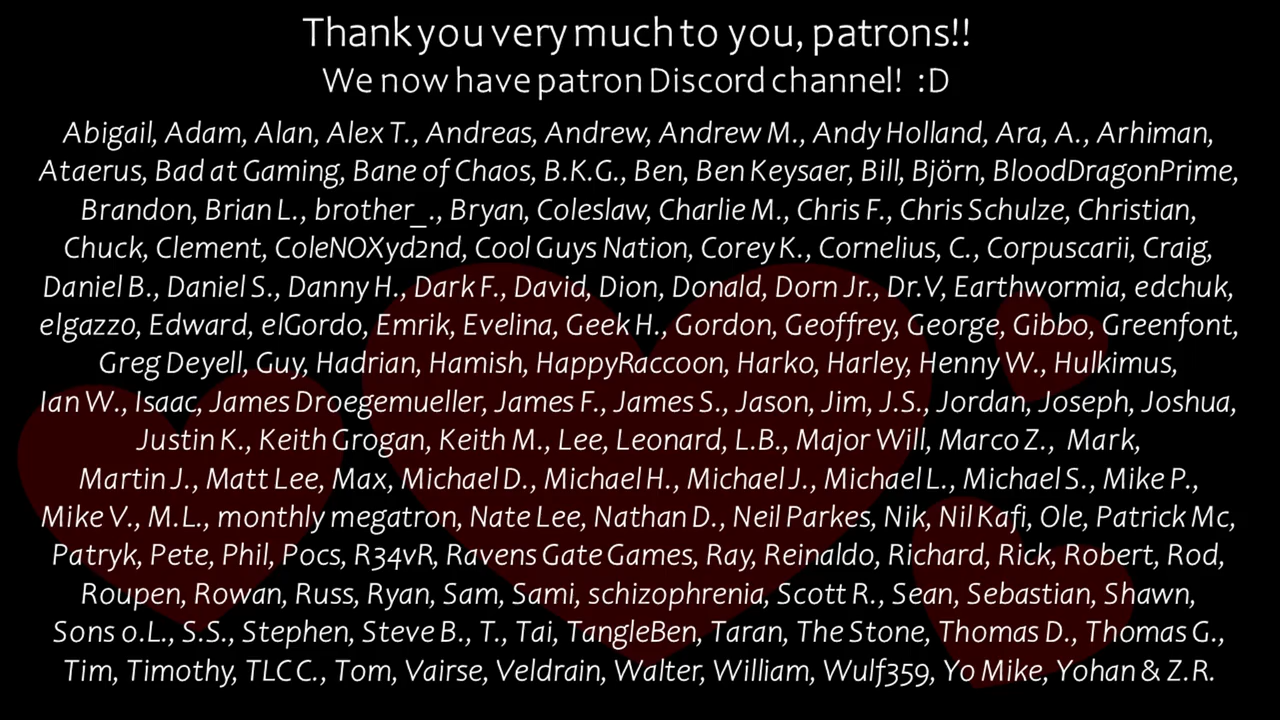 Thank you very much to you, patrons!!
We now have patron Discord channel! :D
Abigail, Adam, Alan, Alex T., Andreas, Andrew, Andrew M., Andy Holland, Ara, A., Arhiman,
Ataerus, Bad at Gaming, Bane of Chaos, B.K.G., Ben, Ben Keysaer, Bill, Björn, BloodDragonPrime,
Brandon, Brian L., brother_., Bryan, Coleslaw, Charlie M., Chris F., Chris Schulze, Christian,
Chuck, Clement, ColeNOXyd2nd, Cool Guys Nation, Corey K., Cornelius, C., Corpuscarii, Craig,
Daniel B., Daniel S., Danny H., Dark F., David, Dion, Donald, Dorn Jr., Dr.V, Earthwormia, edchuk,
elgazzo, Edward, elGordo, Emrik, Evelina, Geek H., Gordon, Geoffrey, George, Gibbo, Greenfont,
Greg Deyell, Guy, Hadrian, Hamish, HappyRaccoon, Harko, Harley, Henny W., Hulkimus,
Ian W., Isaac, James Droegemueller, James F., James S., Jason, Jim, J.S., Jordan, Joseph, Joshua,
Justin K., Keith Grogan, Keith M., Lee, Leonard, L.B., Major Will, Marco Z., Mark,
Martin J., Matt Lee, Max, Michael D., Michael H., Michael J., Michael L., Michael S., Mike P.,
Mike V., M.L., monthly megatron, Nate Lee, Nathan D., Neil Parkes, Nik, Nil Kafi, Ole, Patrick Mc,
Patryk, Pete, Phil, Pocs, R34vR, Ravens Gate Games, Ray, Reinaldo, Richard, Rick, Robert, Rod,
Roupen, Rowan, Russ, Ryan, Sam, Sami, schizophrenia, Scott R., Sean, Sebastian, Shawn,
Sons o.L., S.S., Stephen, Steve B., T., Tai, TangleBen, Taran, The Stone, Thomas D., Thomas G.,
Tim, Timothy, TLC C., Tom, Vairse, Veldrain, Walter, William, Wulf359, Yo Mike, Yohan & Z.R.